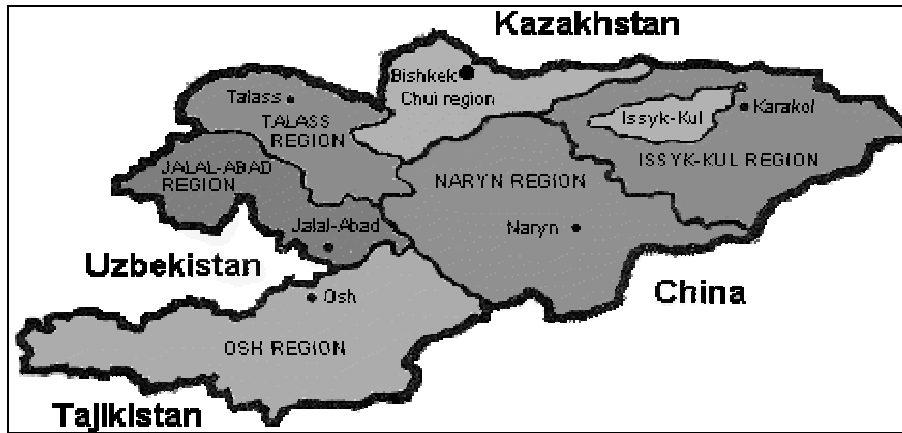 Kazakhstan
Bishkek
Chui region
Talass
TALASS
REGION
Karakol
Issyk-Kul
ISSYK-KUL REGION
JALAL-ABAD
REGION
NARYN REGION
Jalal-Abad
Naryn
Uzbekistan
China
Osh
OSH REGION
Tajikistan